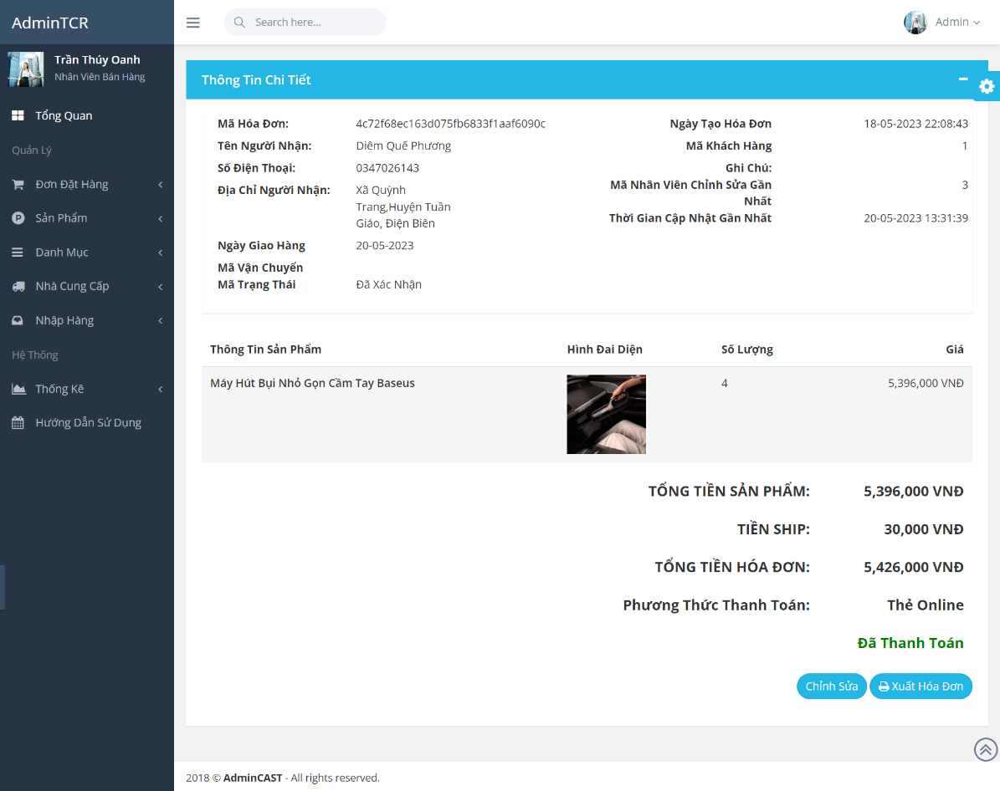 AdminTCR
Search here...
Admin
Trần Thúy Oanh
Nhân Viên Bán Hàng
Tổng Quan
Quản Lý
Đơn Đặt Hàng
Sản Phẩm
Danh Mục
Nhà Cung Cấp
Nhập Hàng
Hệ Thống
Thống Kê
Hướng Dẫn Sử Dụng
Thông Tin Chi Tiết
Mã Hóa Đơn: 4c72f68ec163d075fb6833f1aaf6090c
Tên Người Nhận: Diêm Quế Phương
Số Điện Thoại: 0347026143
Địa Chỉ Người Nhận: Xã Quỳnh
Trang,Huyện Tuần
Giáo, Điện Biên
Ngày Giao Hàng 20-05-2023
Mã Vận Chuyển
Mã Trạng Thái Đã Xác Nhận
Ngày Tạo Hóa Đơn 18-05-2023 22:08:43
Mã Khách Hàng 1
Ghi Chú:
Mã Nhân Viên Chỉnh Sửa Gần 3
Nhất
Thời Gian Cập Nhật Gần Nhất 20-05-2023 13:31:39
Thông Tin Sản Phẩm Hình Đai Diện Số Lượng Giá
Máy Hút Bụi Nhỏ Gọn Cầm Tay Baseus 4 5,396,000 VNĐ
TỔNG TIỀN SẢN PHẨM: 5,396,000 VNĐ
TIỀN SHIP: 30,000 VNĐ
TỔNG TIỀN HÓA ĐƠN: 5,426,000 VNĐ
Phương Thức Thanh Toán: Thẻ Online
Đã Thanh Toán
Chỉnh Sửa Xuất Hóa Đơn
2018 © AdminCAST - All rights reserved.